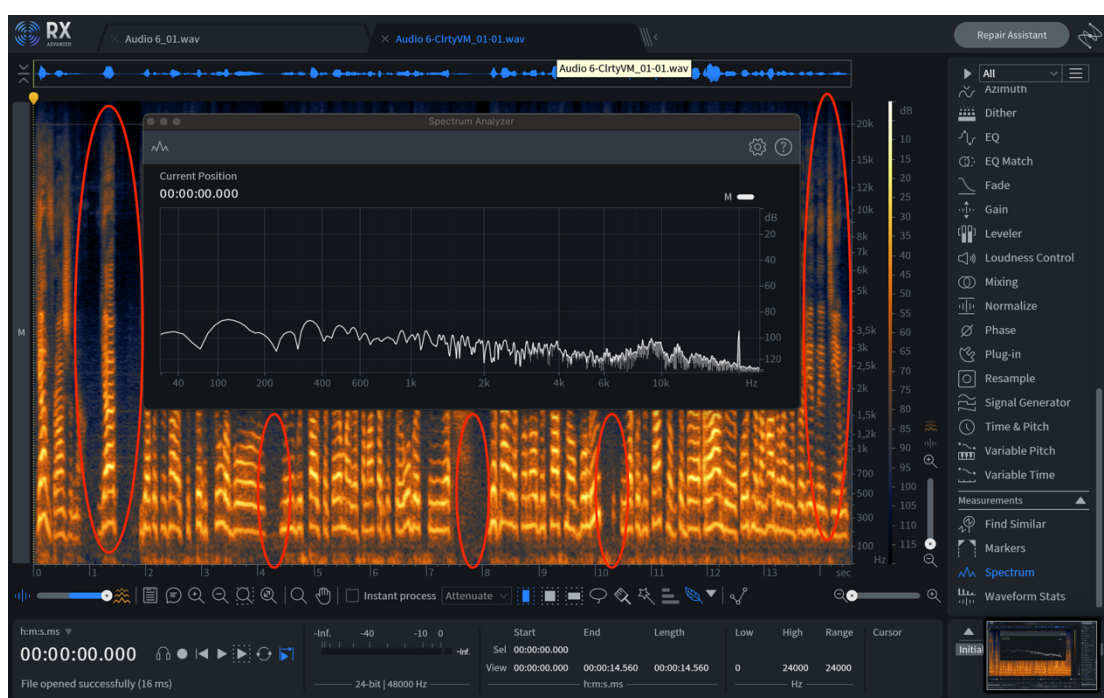 RX
ADVANCED
Audio 6_01.wav
Audio 6-ClrtyVM_01-01.wav
Repair Assistant
Audio 6-ClrtyVM_01-01.wav
All
Azimuth
Dither
EQ
EQ Match
Fade
Gain
Leveler
Loudness Control
Mixing
Normalize
Phase
Plug-in
Resample
Signal Generator
Time & Pitch
Variable Pitch
Variable Time
Measurements
Find Similar
Markers
Spectrum
Waveform Stats
Spectrum Analyzer
Current Position
00:00:00.000
M
dB
-20
-40
-60
-80
-100
-120
40 100 200 400 600 1k 2k 4k 6k 10k Hz
M
-20k
-15k
-12k
-10k
-8k
-7k
-6k
-5k
-3,5k
-3k
-2,5k
-2k
-1,5k
-1,2k
-1k
-700
-500
-300
-100
Hz
dB
10
15
20
25
30
35
40
45
50
55
60
65
70
75
80
85
90
95
100
105
110
115
0 1 2 3 4 5 6 7 8 9 10 11 12 13 sec
Instant process Attenuate
h:m:s.ms
00:00:00.000
File opened successfully (16 ms)
-Inf. -40 -10 0
-Inf.
24-bit | 48000 Hz
Start End Length Low High Range Cursor
Sel 00:00:00.000
View 00:00:00.000 00:00:14.560 00:00:14.560 0 24000 24000
h:m:s.ms Hz
Initia